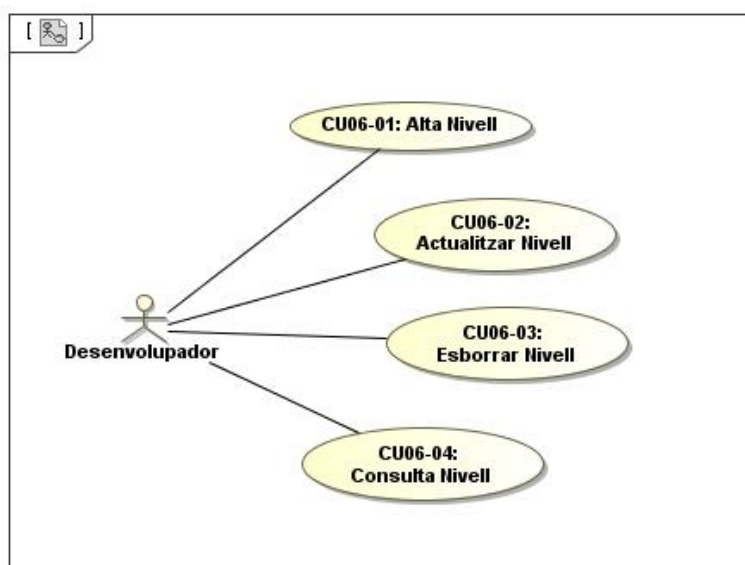 [ ]
CU06-01: Alta Nivell
CU06-02:
Actualitzar Nivell
Desenvolupador
CU06-03:
Esborrar Nivell
CU06-04:
Consulta Nivell